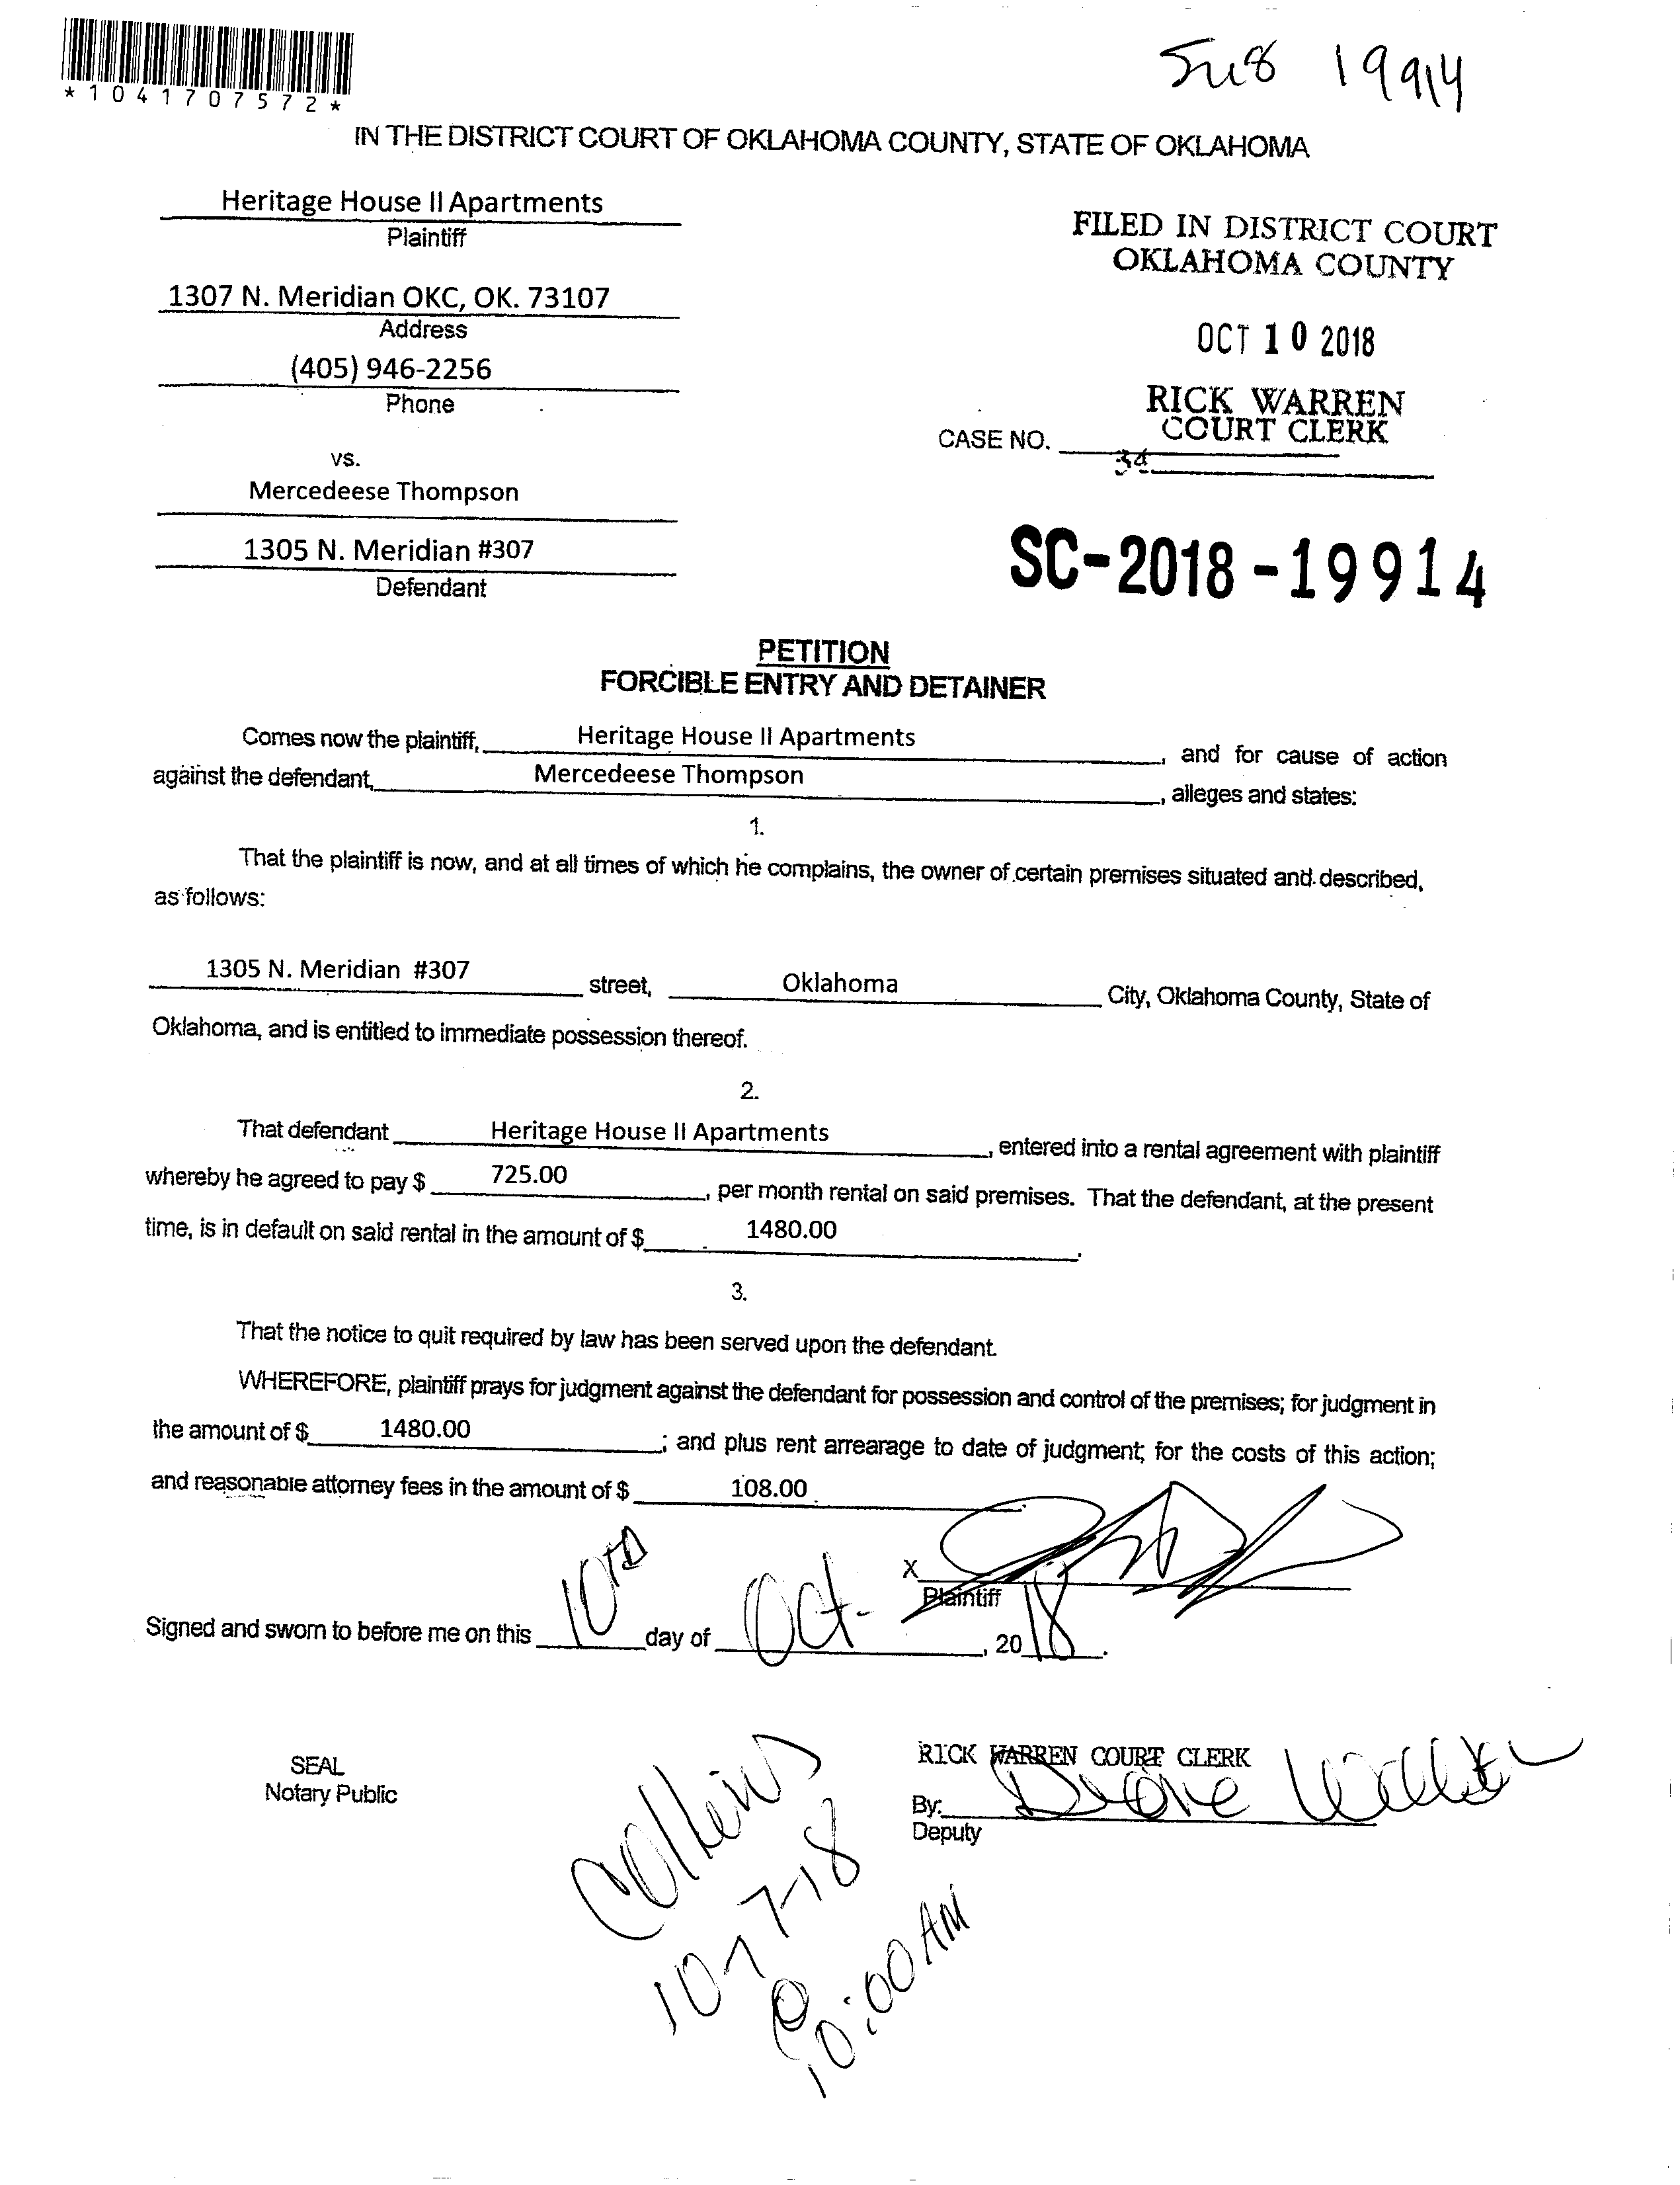 *1041707572*
19914
IN THE DISTRICT COURT OF OKLAHOMA COUNTY, STATE OF OKLAHOMA
Heritage House II Apartments
Plaintiff
1307 N. Meridian OKC, OK. 73107
Address
(405) 946-2256
Phone
vs.
Mercedeese Thompson
1305 N. Meridian #307
Defendant
FILED IN DISTRICT COURT
OKLAHOMA COUNTY
OCT 10 2018
RICK WARREN
COURT CLERK
CASE NO.
34
SC-2018-19914
PETITION
FORCIBLE ENTRY AND DETAINER
Comes now the plaintiff, Heritage House II Apartments, and for cause of action
against the defendant, Mercedeese Thompson, alleges and states:
1.
That the plaintiff is now, and at all times of which he complains, the owner of certain premises situated and described,
as follows:
1305 N. Meridian #307 street, Oklahoma City, Oklahoma County, State of
Oklahoma, and is entitled to immediate possession thereof.
2.
That defendant Heritage House II Apartments, entered into a rental agreement with plaintiff
whereby he agreed to pay $ 725.00, per month rental on said premises. That the defendant, at the present
time, is in default on said rental in the amount of $ 1480.00.
3.
That the notice to quit required by law has been served upon the defendant.
WHEREFORE, plaintiff prays for judgment against the defendant for possession and control of the premises; for judgment in
the amount of $ 1480.00; and plus rent arrearage to date of judgment; for the costs of this action;
and reasonable attorney fees in the amount of $ 108.00.
X
Plaintiff
Signed and sworn to before me on this 10TH day of Oct., 2018.
SEAL
Notary Public
RICK WARREN COURT CLERK
By:
Deputy
Collins
10-7-18
@
10:00 AM